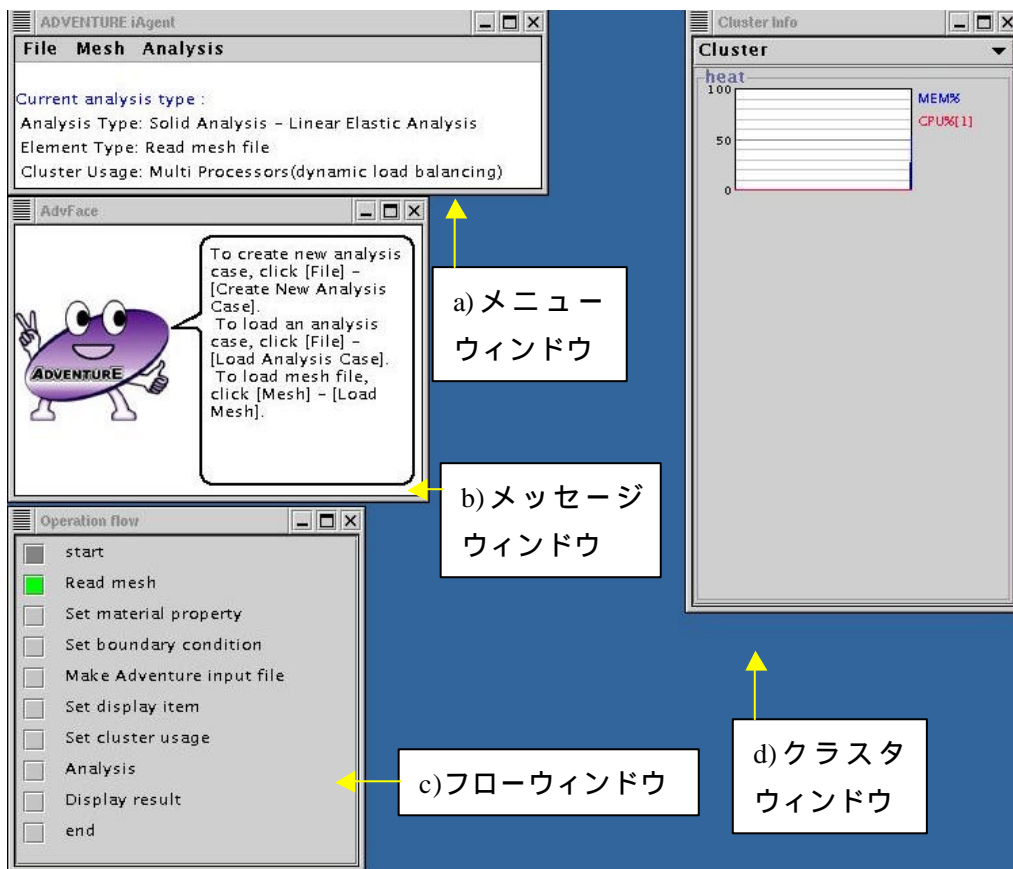 ADVENTURE iAgent
File Mesh Analysis
Current analysis type :
Analysis Type: Solid Analysis – Linear Elastic Analysis
Element Type: Read mesh file
Cluster Usage: Multi Processors(dynamic load balancing)
AdvFace
To create new analysis
case, click [File] –
[Create New Analysis
Case].
To load an analysis
case, click [File] –
[Load Analysis Case].
To load mesh file,
click [Mesh] – [Load
Mesh].
ADVENTURE
Operation flow
start
Read mesh
Set material property
Set boundary condition
Make Adventure input file
Set display item
Set cluster usage
Analysis
Display result
end
Cluster Info
Cluster
heat
100
50
0
MEM%
CPU%[1]
a)メニュー
ウィンドウ
b)メッセージ
ウィンドウ
c)フローウィンドウ
d)クラスタ
ウィンドウ